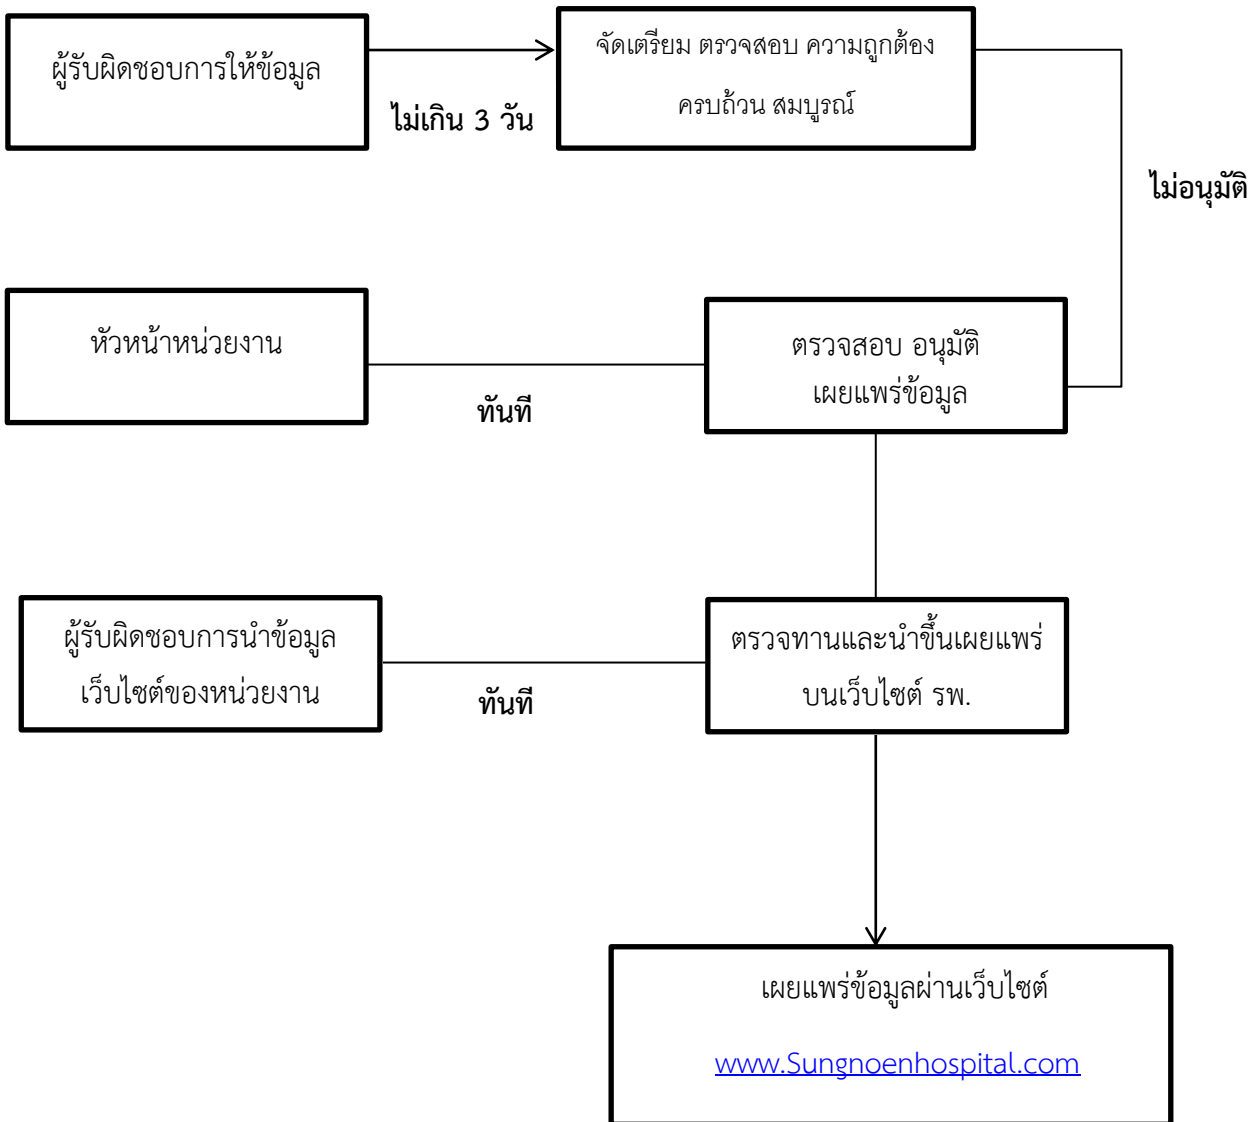 ผู้รับผิดชอบการให้ข้อมูล
ไม่เกิน 3 วัน
จัดเตรียม ตรวจสอบ ความถูกต้อง
ครบถ้วน สมบูรณ์
ไม่อนุมัติ
หัวหน้าหน่วยงาน
ทันที
ตรวจสอบ อนุมัติ
เผยแพร่ข้อมูล
ผู้รับผิดชอบการนำข้อมูล
เว็บไซต์ของหน่วยงาน
ทันที
ตรวจทานและนำขึ้นเผยแพร่
บนเว็บไซต์ รพ.
เผยแพร่ข้อมูลผ่านเว็บไซต์
www.Sungnoenhospital.com